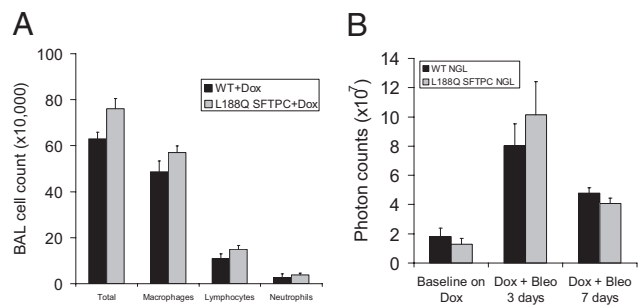 A
BAL cell count (x10,000)
100
80
60
40
20
0
WT+Dox
L188Q SFTPC+Dox
Total Macrophages Lymphocytes Neutrophils
B
Photon counts (x10⁷)
14
12
10
8
6
4
2
0
WT NGL
L188Q SFTPC NGL
Baseline on Dox + Bleo Dox + Bleo
Dox 3 days 7 days